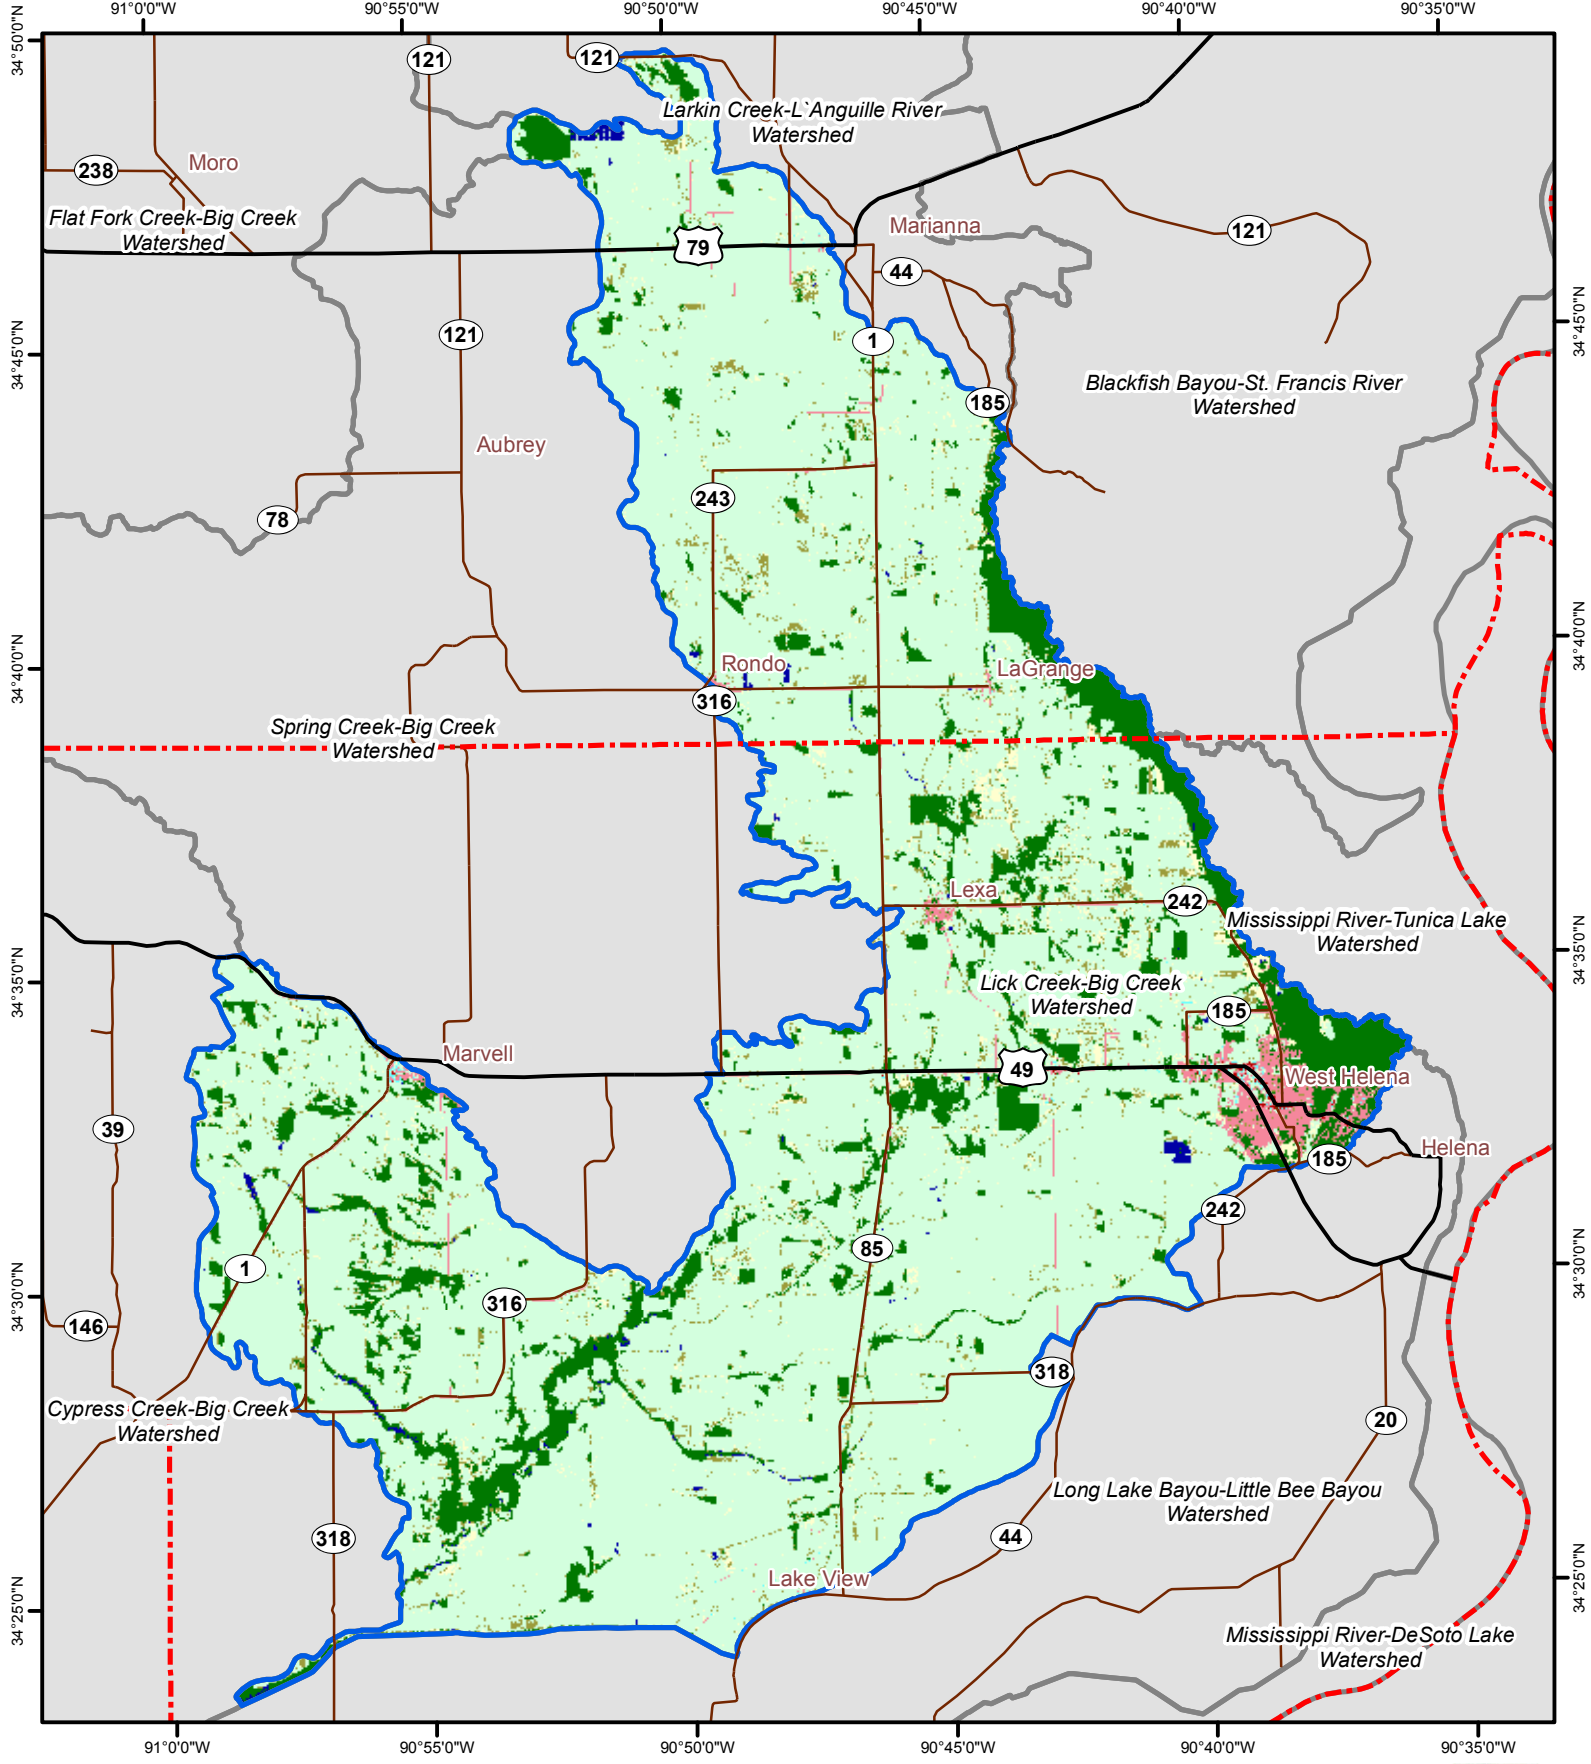 91°0'0"W
90°55'0"W
90°50'0"W
90°45'0"W
90°40'0"W
90°35'0"W
34°50'0"N
121
121
Larkin Creek-L`Anguille River
Watershed
238
Moro
Flat Fork Creek-Big Creek
Watershed
79
Marianna
121
44
34°45'0"N
34°45'0"N
121
1
Blackfish Bayou-St. Francis River
Watershed
185
Aubrey
243
78
34°40'0"N
34°40'0"N
Rondo
LaGrange
316
Spring Creek-Big Creek
Watershed
Lexa
242
Mississippi River-Tunica Lake
Watershed
34°35'0"N
34°35'0"N
Lick Creek-Big Creek
Watershed
185
Marvell
49
West Helena
39
Helena
185
242
85
1
34°30'0"N
34°30'0"N
316
146
318
Cypress Creek-Big Creek
Watershed
20
Long Lake Bayou-Little Bee Bayou
Watershed
318
44
34°25'0"N
34°25'0"N
Lake View
Mississippi River-DeSoto Lake
Watershed
91°0'0"W
90°55'0"W
90°50'0"W
90°45'0"W
90°40'0"W
90°35'0"W